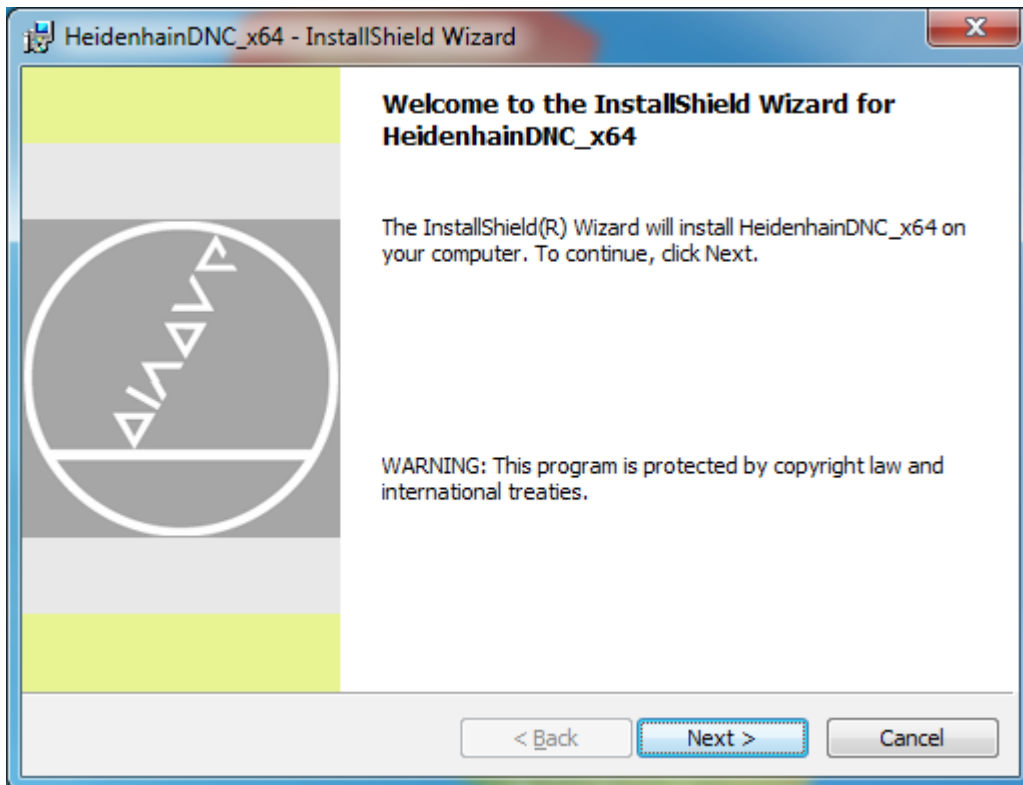 HeidenhainDNC_x64 - InstallShield Wizard
Welcome to the InstallShield Wizard for
HeidenhainDNC_x64
The InstallShield(R) Wizard will install HeidenhainDNC_x64 on
your computer. To continue, click Next.
WARNING: This program is protected by copyright law and
international treaties.
< Back
Next >
Cancel